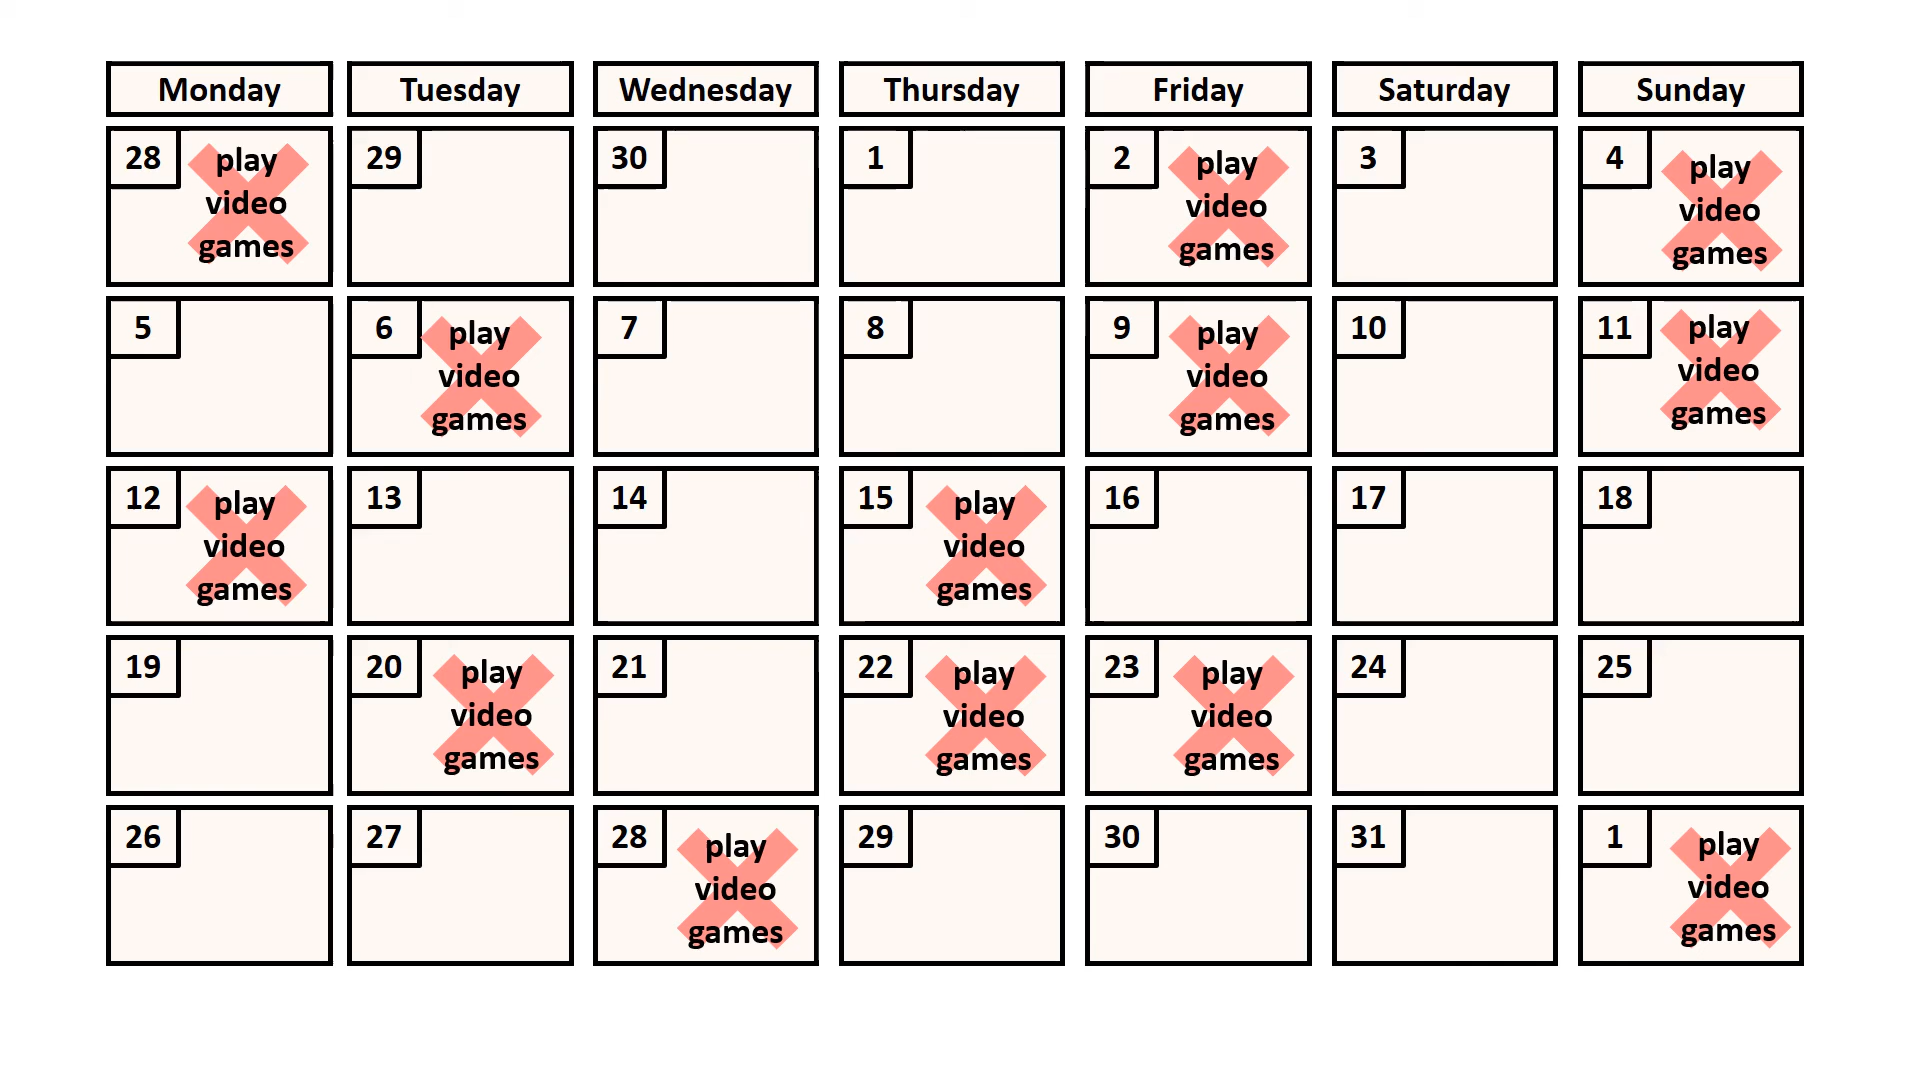 Monday Tuesday Wednesday Thursday Friday Saturday Sunday
28 play video games
29
30
1
2 play video games
3
4 play video games
5
6 play video games
7
8
9 play video games
10
11 play video games
12 play video games
13
14
15 play video games
16
17
18
19
20 play video games
21
22 play video games
23 play video games
24
25
26
27
28 play video games
29
30
31
1 play video games